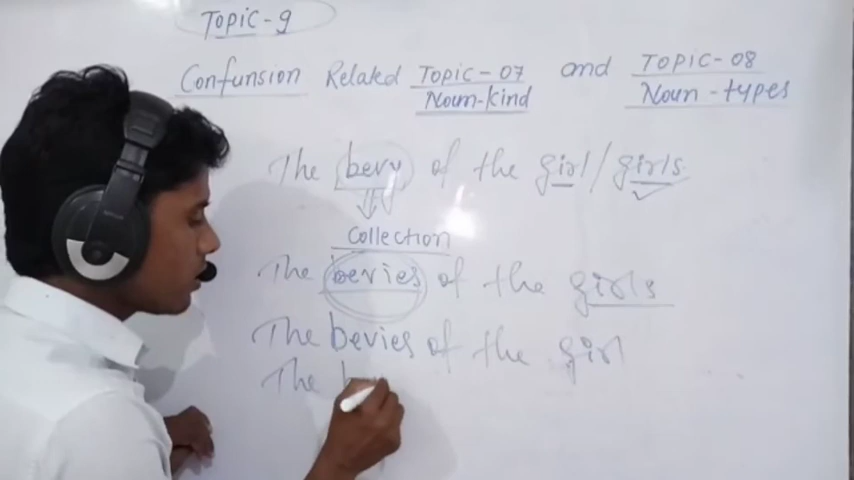 Topic-9
Confunsion Related Topic-07 and Topic-08
Noun-kind Noun-types
The bevy of the girl/girls
Collection
The bevies of the girls
The bevies of the girl
The b